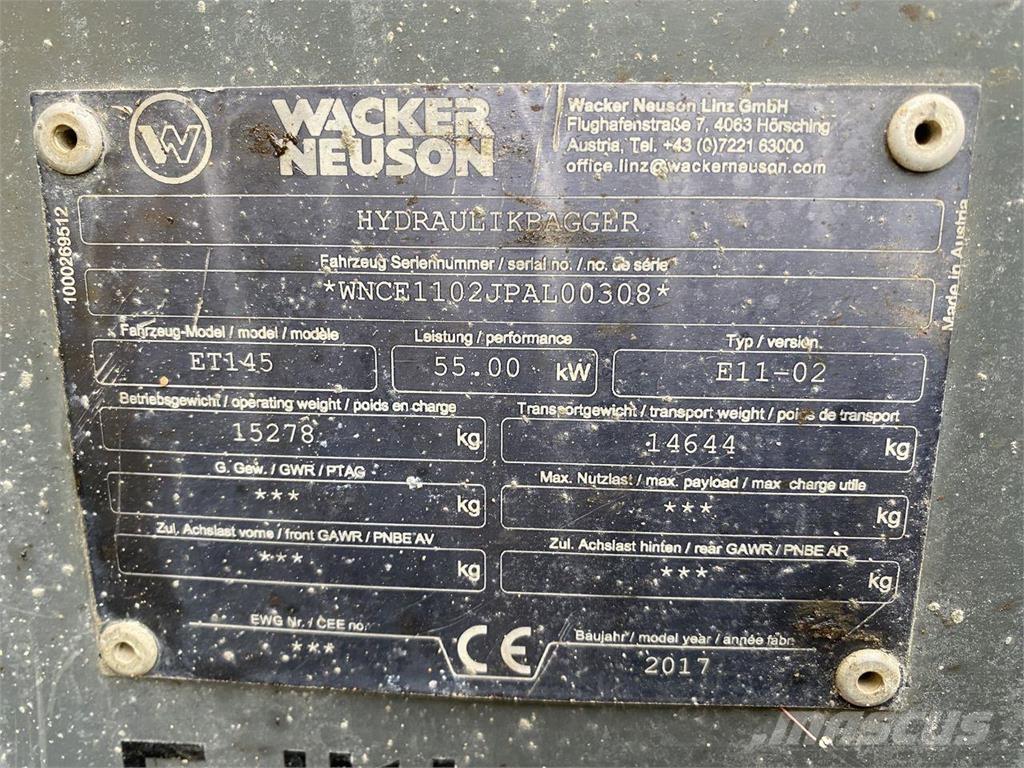 W
WACKER
NEUSON
Wacker Neuson Linz GmbH
Flughafenstraße 7, 4063 Hörsching
Austria, Tel. +43 (0)7221 63000
office.linz@wackerneuson.com
1000269512
Made in Austria
HYDRAULIKBAGGER
Fahrzeug Seriennummer / serial no. / no. de série
*WNCE1102JPAL00308*
Fahrzeug-Model / model / modèle
ET145
Leistung / performance
55.00 kW
Typ / version
E11-02
Betriebsgewicht / operating weight / poids en charge
15278 kg
Transportgewicht / transport weight / poids de transport
14644 kg
G. Gew. / GWR / PTAG
*** kg
Max. Nutzlast / max. payload / max charge utile
*** kg
Zul. Achslast vorne / front GAWR / PNBE AV
*** kg
Zul. Achslast hinten / rear GAWR / PNBE AR
*** kg
EWG Nr. / CEE no.
***
CE
Baujahr / model year / année fabr.
2017
mascus